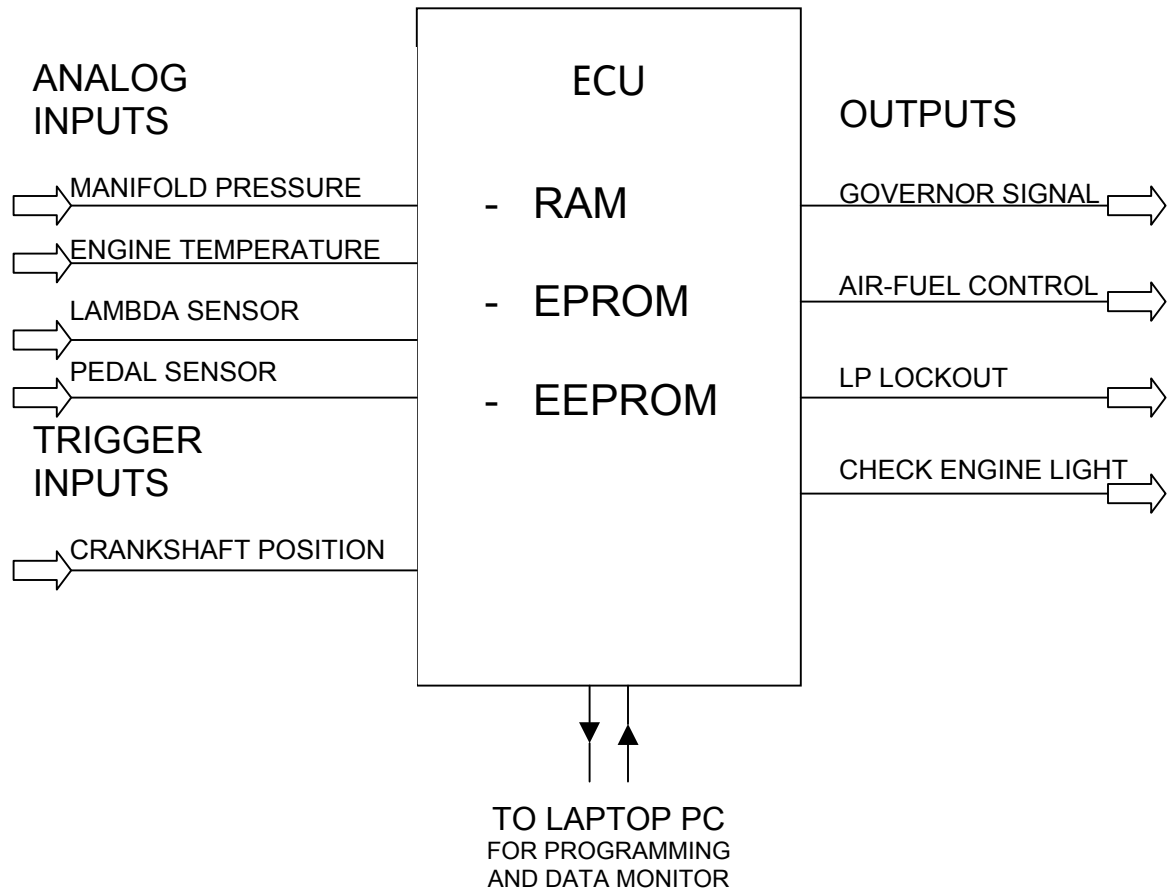 ANALOG
INPUTS
MANIFOLD PRESSURE
ENGINE TEMPERATURE
LAMBDA SENSOR
PEDAL SENSOR
TRIGGER
INPUTS
CRANKSHAFT POSITION
ECU
- RAM
- EPROM
- EEPROM
OUTPUTS
GOVERNOR SIGNAL
AIR-FUEL CONTROL
LP LOCKOUT
CHECK ENGINE LIGHT
TO LAPTOP PC
FOR PROGRAMMING
AND DATA MONITOR